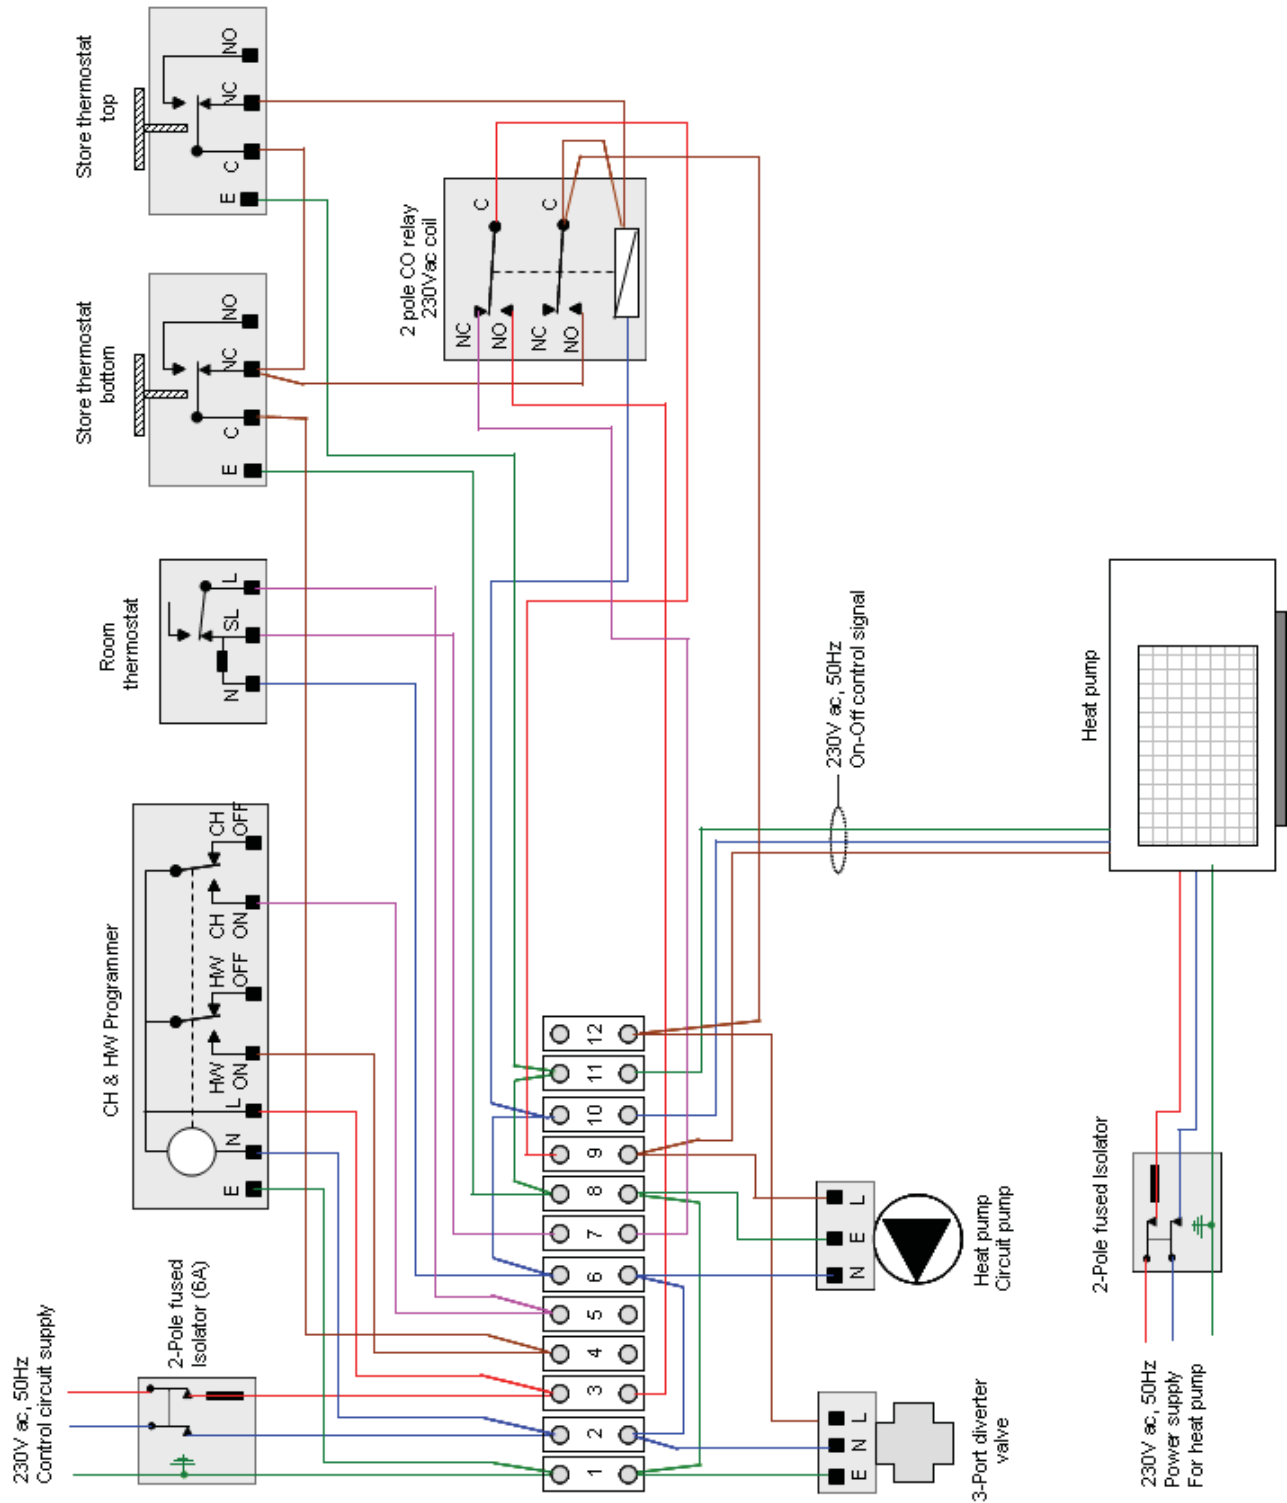 230V ac, 50Hz
Control circuit supply
2-Pole fused
Isolator (6A)
CH & HW Programmer
E
N
L
HW
ON
HW
OFF
CH
ON
CH
OFF
Room
thermostat
N
SL
L
Store thermostat
bottom
E
C
NC
NO
Store thermostat
top
E
C
NC
NO
2 pole CO relay
230Vac coil
NC
NO
NC
NO
C
C
1
2
3
4
5
6
7
8
9
10
11
12
E
N
L
3-Port diverter
valve
N
E
L
Heat pump
Circuit pump
230V ac, 50Hz
On-Off control signal
2-Pole fused Isolator
230V ac, 50Hz
Power supply
For heat pump
Heat pump